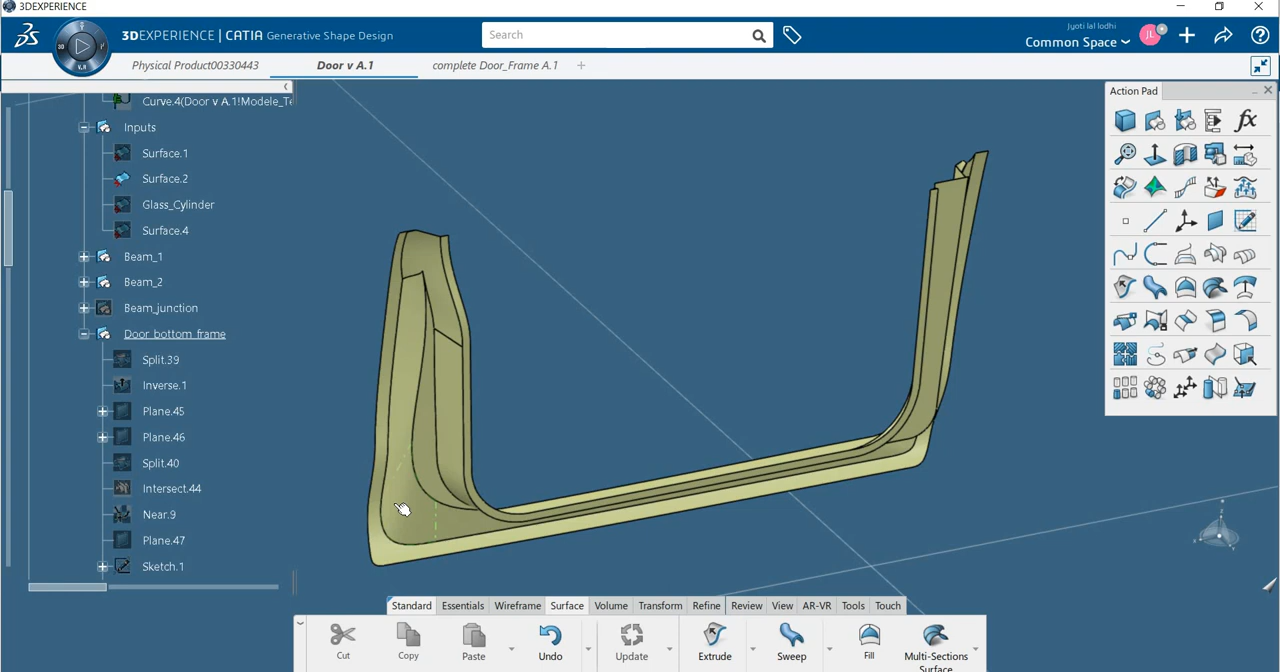 3DEXPERIENCE
3DEXPERIENCE | CATIA Generative Shape Design
Search
Jyoti lal lodhi
Common Space
JL
3D
V.R
Physical Product00330443
Door v A.1
complete Door_Frame A.1
Curve.4(Door v A.1!Modele_Te
Inputs
Surface.1
Surface.2
Glass_Cylinder
Surface.4
Beam_1
Beam_2
Beam_junction
Door_bottom_frame
Split.39
Inverse.1
Plane.45
Plane.46
Split.40
Intersect.44
Near.9
Plane.47
Sketch.1
Action Pad
fx
Standard
Essentials
Wireframe
Surface
Volume
Transform
Refine
Review
View
AR-VR
Tools
Touch
Cut
Copy
Paste
Undo
Update
Extrude
Sweep
Fill
Multi-Sections
Surface